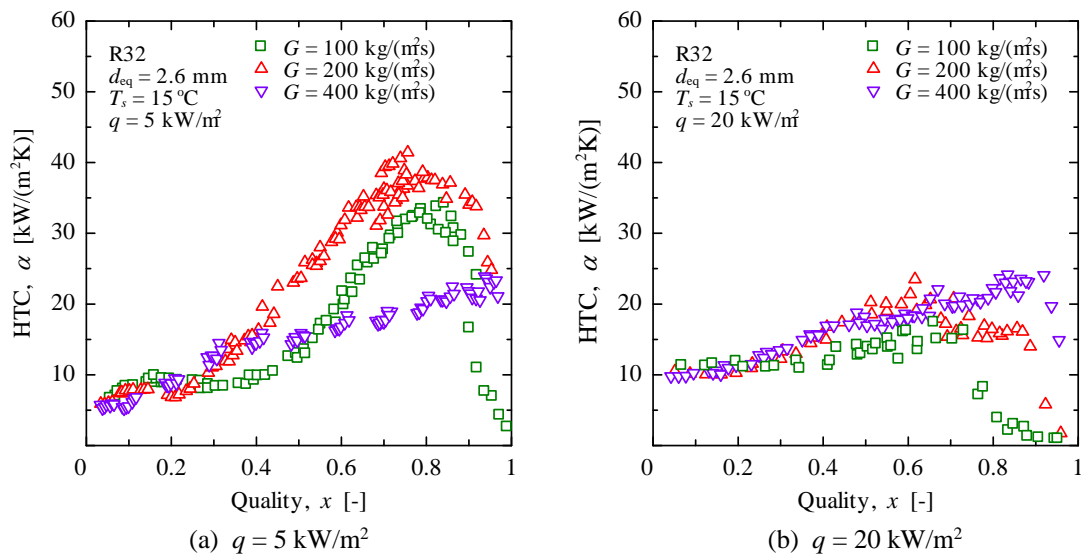 60
50
40
30
20
10
HTC, α [kW/(m²K)]
R32
d_eq = 2.6 mm
T_s = 15 °C
q = 5 kW/m²
G = 100 kg/(m²s)
G = 200 kg/(m²s)
G = 400 kg/(m²s)
0 0.2 0.4 0.6 0.8 1
Quality, x [-]
(a) q = 5 kW/m²
60
50
40
30
20
10
HTC, α [kW/(m²K)]
R32
d_eq = 2.6 mm
T_s = 15 °C
q = 20 kW/m²
G = 100 kg/(m²s)
G = 200 kg/(m²s)
G = 400 kg/(m²s)
0 0.2 0.4 0.6 0.8 1
Quality, x [-]
(b) q = 20 kW/m²